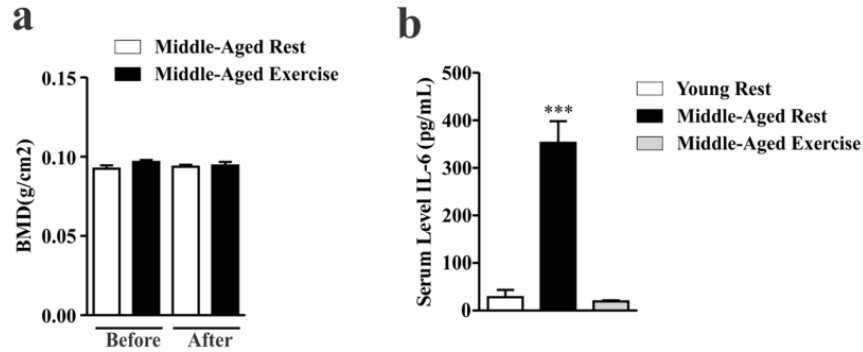 a
Middle-Aged Rest
Middle-Aged Exercise
BMD(g/cm2)
0.15
0.10
0.05
0.00
Before After
b
Serum Level IL-6 (pg/mL)
500
400
300
200
100
0
***
Young Rest
Middle-Aged Rest
Middle-Aged Exercise